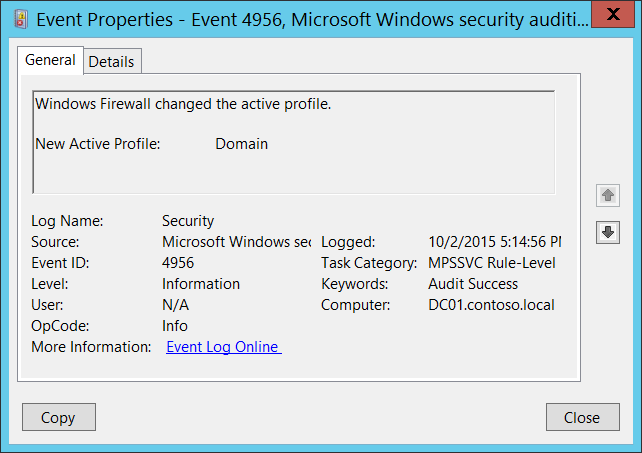 Event Properties - Event 4956, Microsoft Windows security auditi...
X
General
Details
Windows Firewall changed the active profile.
New Active Profile: Domain
Log Name: Security
Source: Microsoft Windows sec Logged: 10/2/2015 5:14:56 PM
Event ID: 4956 Task Category: MPSSVC Rule-Level
Level: Information Keywords: Audit Success
User: N/A Computer: DC01.contoso.local
OpCode: Info
More Information: Event Log Online
Copy
Close